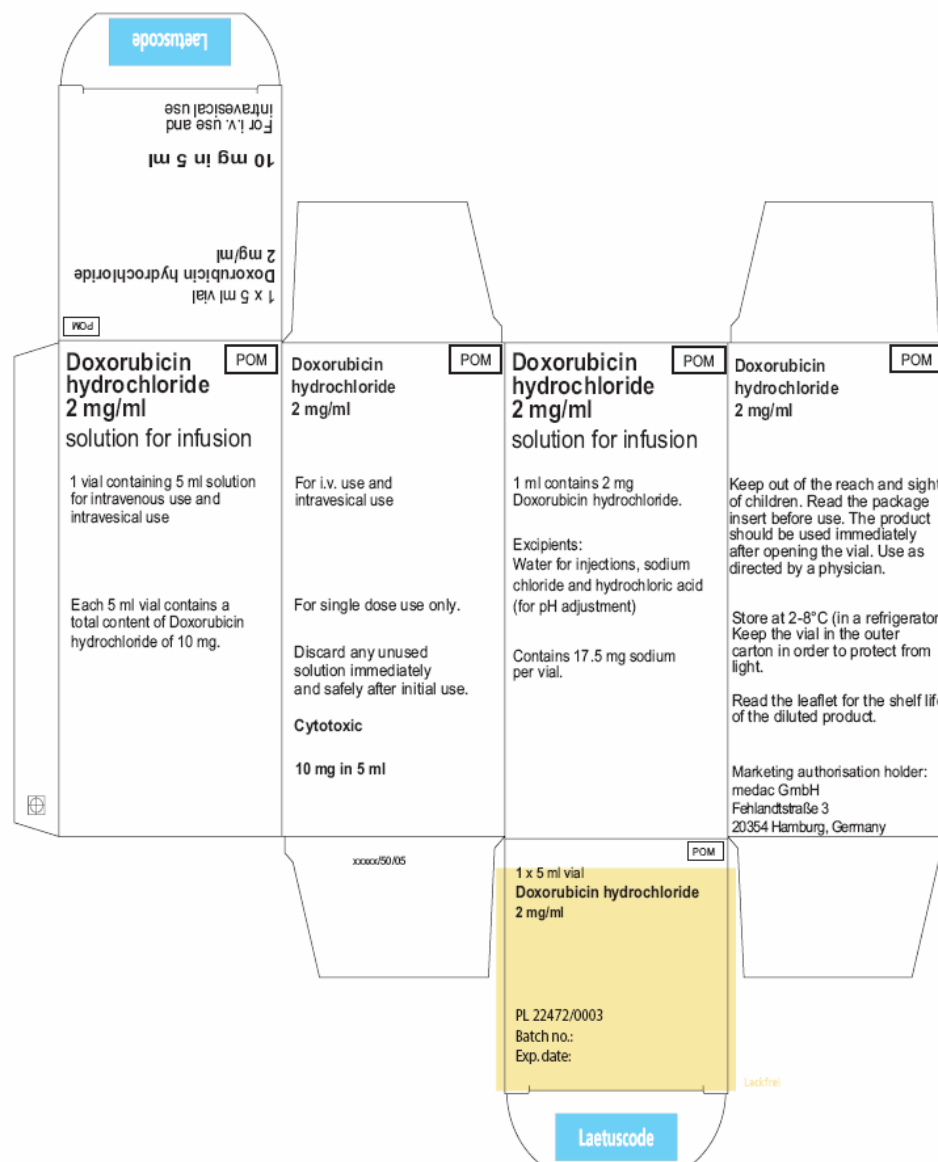 Laetuscode
For i.v. use and
intravesical use
10 mg in 5 ml
1 x 5 ml vial
Doxorubicin hydrochloride
2 mg/ml
POM
Doxorubicin
hydrochloride
2 mg/ml
solution for infusion
POM
1 vial containing 5 ml solution
for intravenous use and
intravesical use
Each 5 ml vial contains a
total content of Doxorubicin
hydrochloride of 10 mg.
Doxorubicin
hydrochloride
2 mg/ml
POM
For i.v. use and
intravesical use
For single dose use only.
Discard any unused
solution immediately
and safely after initial use.
Cytotoxic
10 mg in 5 ml
Doxorubicin
hydrochloride
2 mg/ml
solution for infusion
POM
1 ml contains 2 mg
Doxorubicin hydrochloride.
Excipients:
Water for injections, sodium
chloride and hydrochloric acid
(for pH adjustment)
Contains 17.5 mg sodium
per vial.
Doxorubicin
hydrochloride
2 mg/ml
POM
Keep out of the reach and sight
of children. Read the package
insert before use. The product
should be used immediately
after opening the vial. Use as
directed by a physician.
Store at 2-8°C (in a refrigerator
Keep the vial in the outer
carton in order to protect from
light.
Read the leaflet for the shelf life
of the diluted product.
Marketing authorisation holder:
medac GmbH
Fehlandtstraße 3
20354 Hamburg, Germany
xxxxx/50/05
POM
1 x 5 ml vial
Doxorubicin hydrochloride
2 mg/ml
PL 22472/0003
Batch no.:
Exp. date:
Lackfrei
Laetuscode